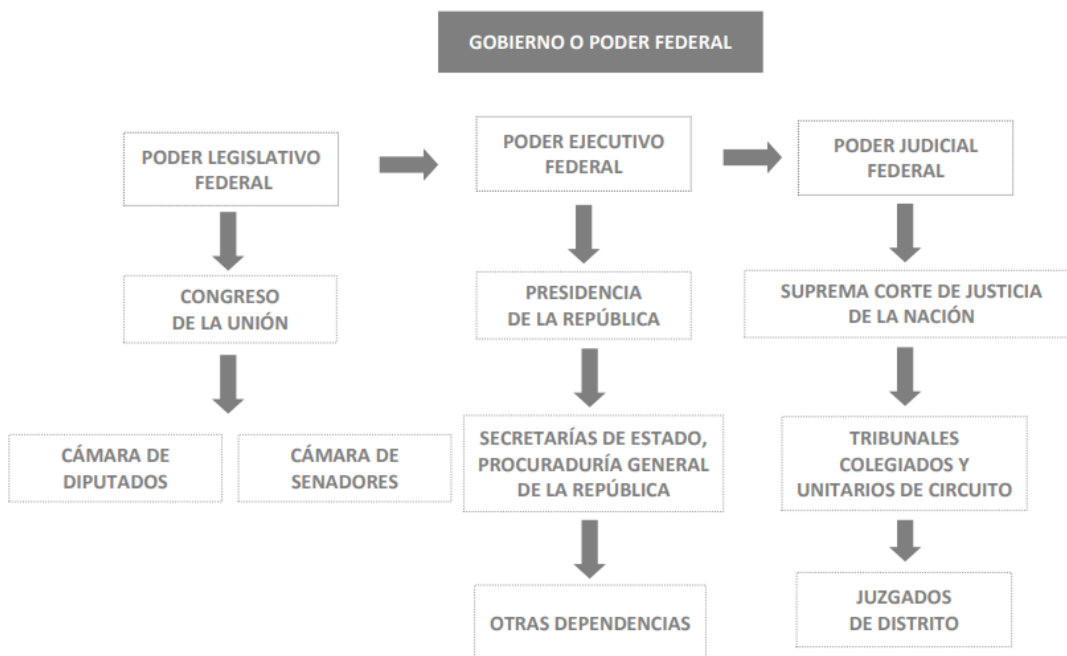 GOBIERNO O PODER FEDERAL
PODER LEGISLATIVO
FEDERAL
PODER EJECUTIVO
FEDERAL
PODER JUDICIAL
FEDERAL
CONGRESO
DE LA UNIÓN
PRESIDENCIA
DE LA REPÚBLICA
SUPREMA CORTE DE JUSTICIA
DE LA NACIÓN
CÁMARA DE
DIPUTADOS
CÁMARA DE
SENADORES
SECRETARÍAS DE ESTADO,
PROCURADURÍA GENERAL
DE LA REPÚBLICA
TRIBUNALES
COLEGIADOS Y
UNITARIOS DE CIRCUITO
OTRAS DEPENDENCIAS
JUZGADOS
DE DISTRITO